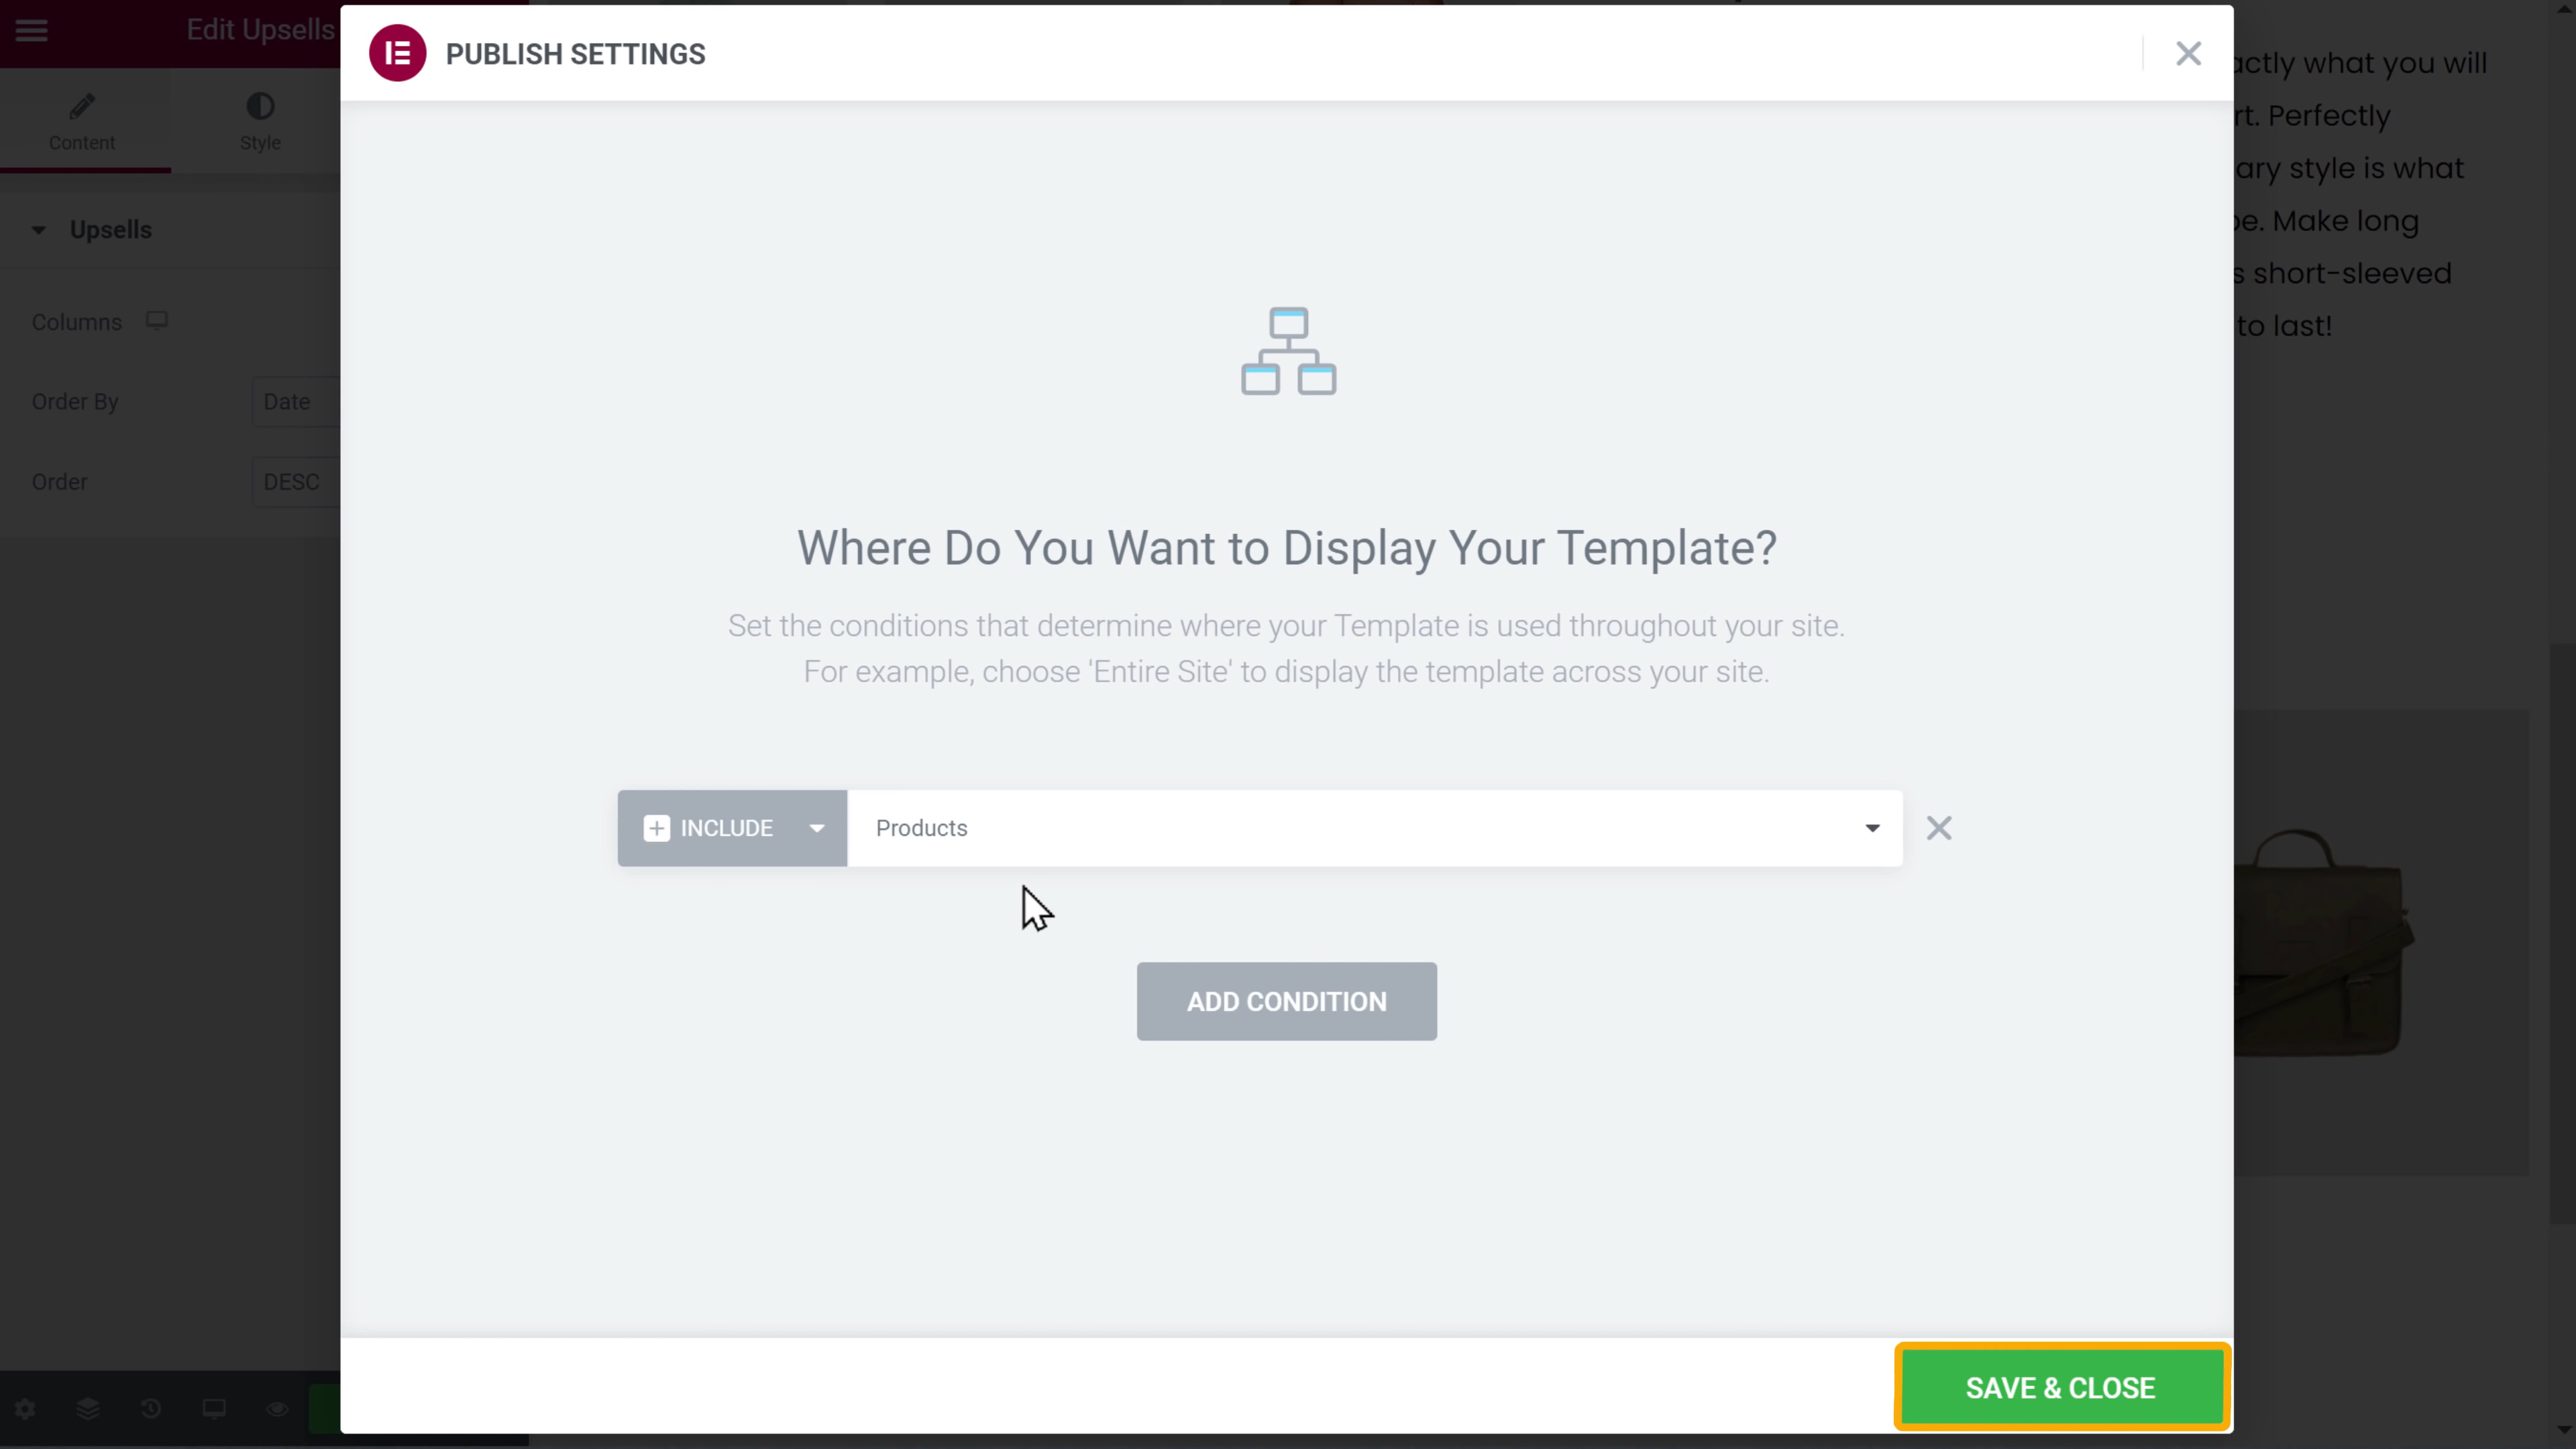 Edit Upsells
PUBLISH SETTINGS
Content
Style
Upsells
Columns
Order By
Date
Order
DESC
Where Do You Want to Display Your Template?
Set the conditions that determine where your Template is used throughout your site.
For example, choose 'Entire Site' to display the template across your site.
INCLUDE
Products
ADD CONDITION
SAVE & CLOSE
what you will
Perfectly
style is what
Make long
short-sleeved
to last!